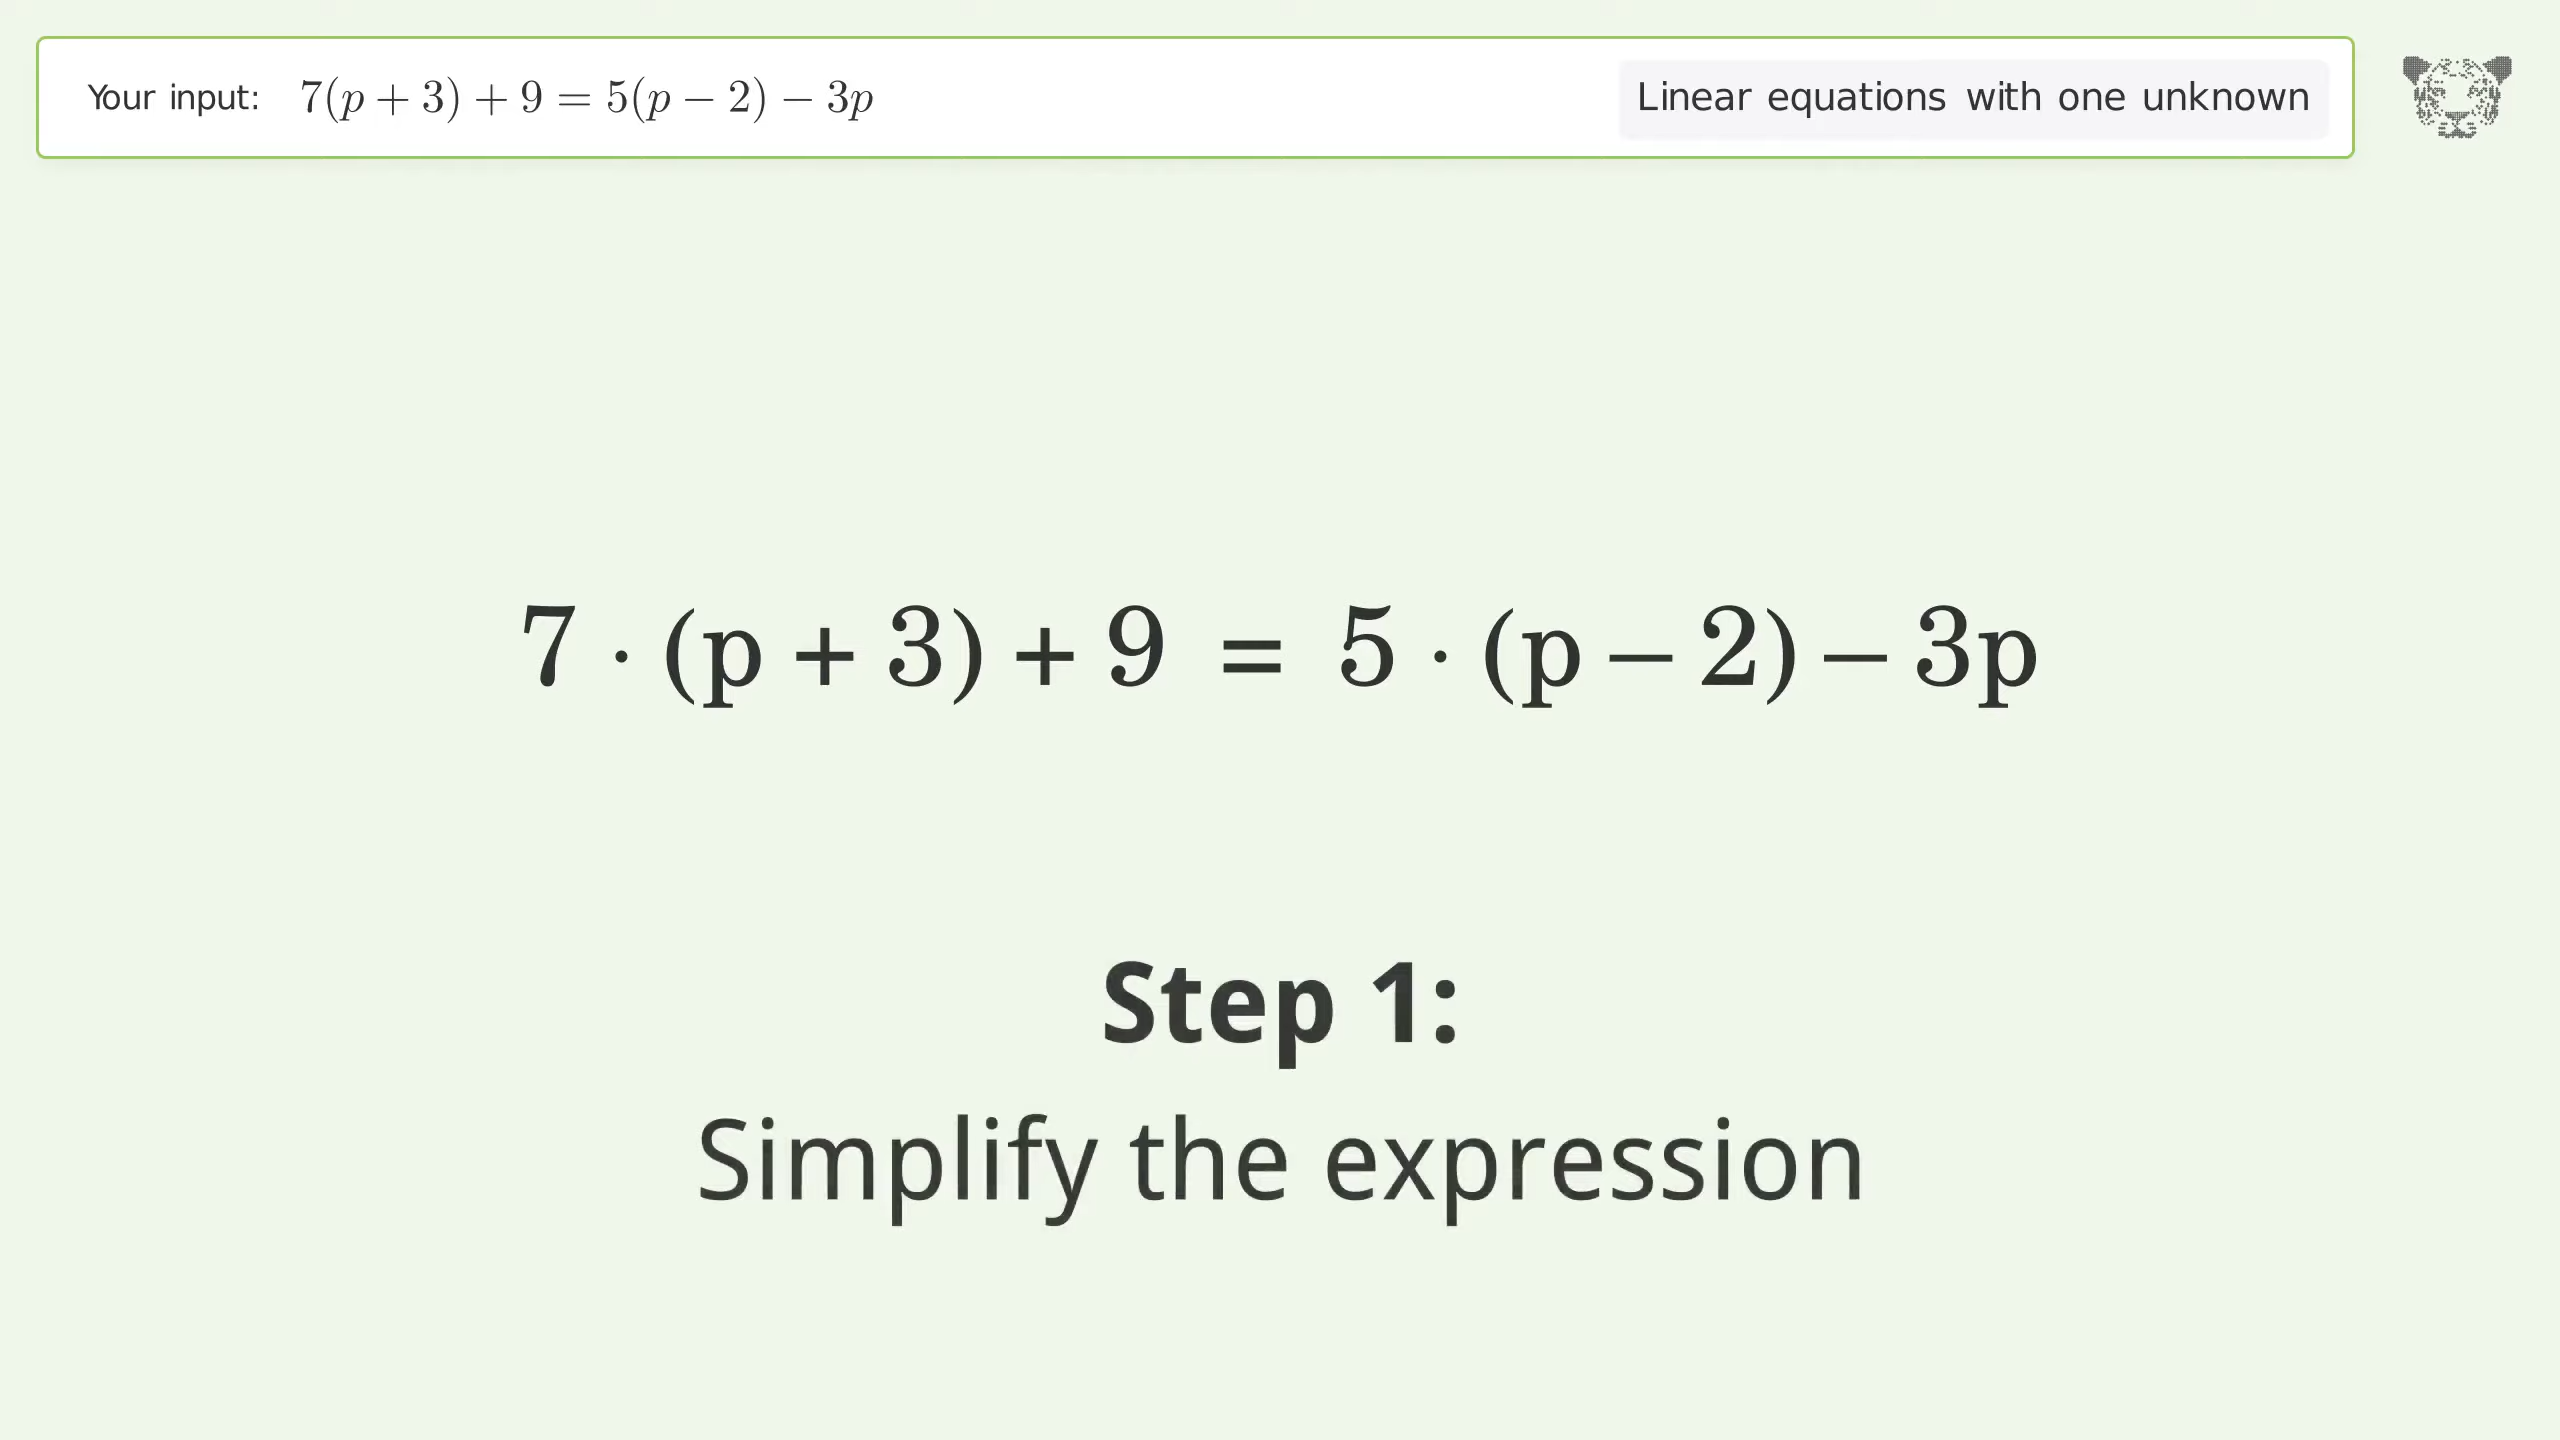 Your input: 7(p + 3) + 9 = 5(p − 2) − 3p Linear equations with one unknown
7 · (p + 3) + 9 = 5 · (p − 2) − 3p
Step 1:
Simplify the expression